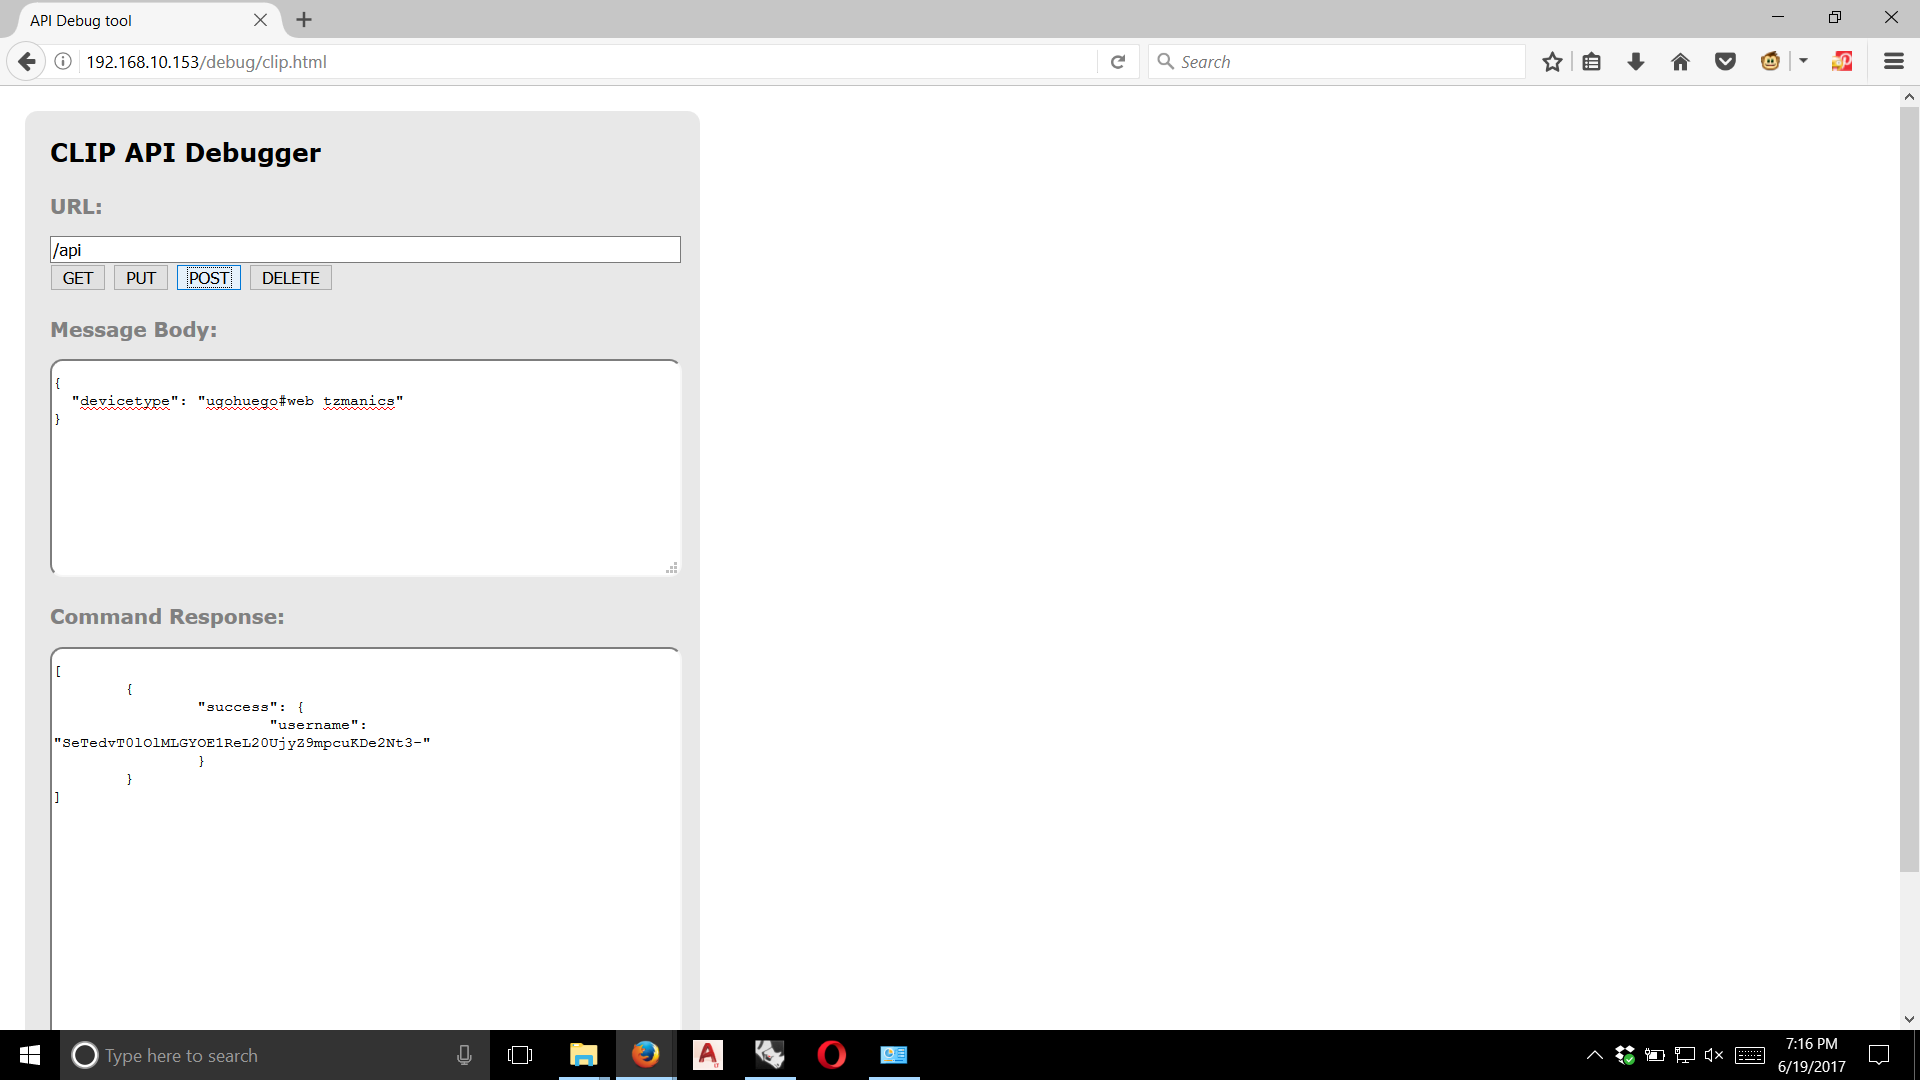 API Debug tool
192.168.10.153/debug/clip.html
Search
CLIP API Debugger
URL:
/api
GET PUT POST DELETE
Message Body:
{
"devicetype": "ugohuego#web tzmanics"
}
Command Response:
[
{
"success": {
"username":
"SeTedvT0lOlMLGYOE1ReL20UjyZ9mpcuKDe2Nt3-"
}
}
]
Type here to search
7:16 PM
6/19/2017